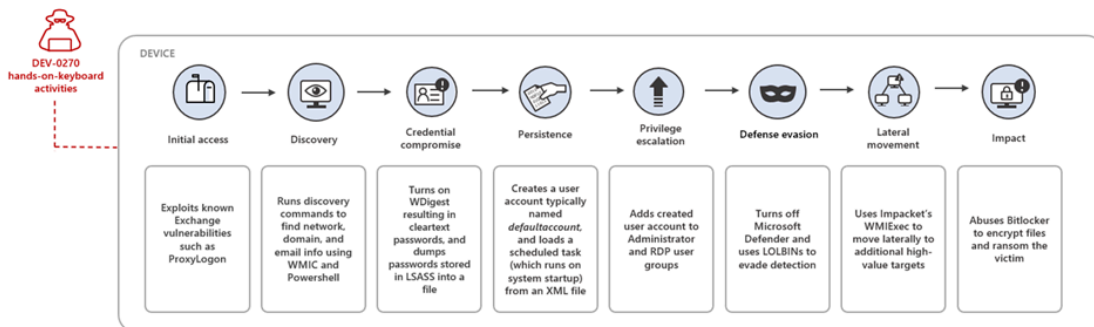 DEV-0270
hands-on-keyboard
activities
DEVICE
Initial access
Discovery
Credential
compromise
Persistence
Privilege
escalation
Defense evasion
Lateral
movement
Impact
Exploits known
Exchange
vulnerabilities
such as
ProxyLogon
Runs discovery
commands to
find network,
domain, and
email info using
WMIC and
Powershell
Turns on
WDigest
resulting in
cleartext
passwords, and
dumps
passwords stored
in LSASS into a
file
Creates a user
account typically
named
defaultaccount,
and loads a
scheduled task
(which runs on
system startup)
from an XML file
Adds created
user account to
Administrator
and RDP user
groups
Turns off
Microsoft
Defender and
uses LOLBINs to
evade detection
Uses Impacket's
WMIExec to
move laterally to
additional high-
value targets
Abuses Bitlocker
to encrypt files
and ransom the
victim